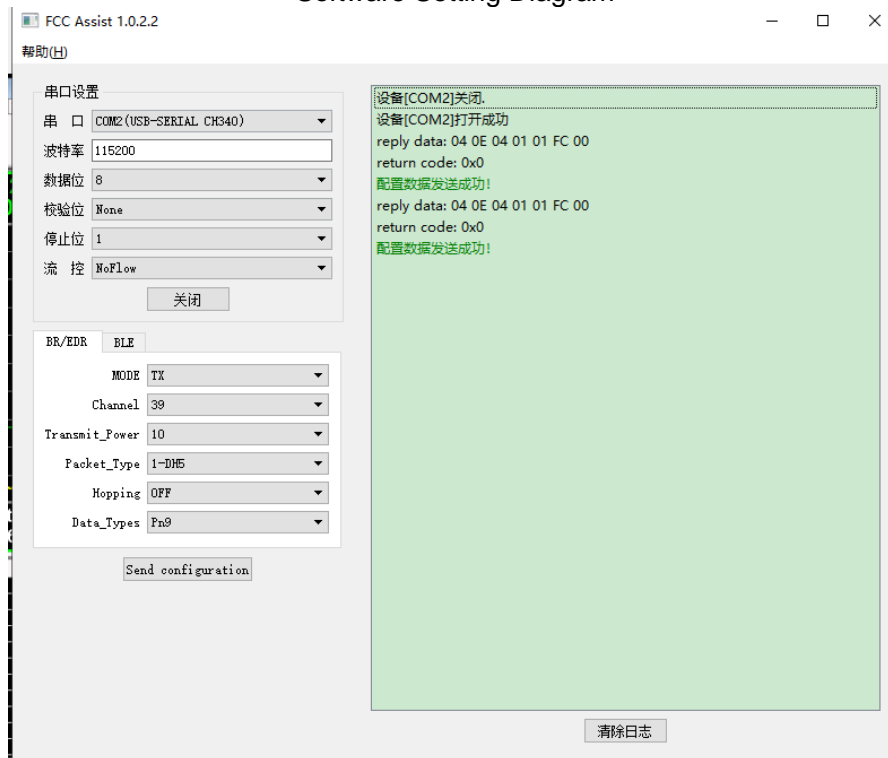 Software Setting Diagram
FCC Assist 1.0.2.2
帮助(H)
串口设置
串 口 COM2(USB-SERIAL CH340)
波特率 115200
数据位 8
校验位 None
停止位 1
流 控 NoFlow
关闭
BR/EDR BLE
MODE TX
Channel 39
Transmit_Power 10
Packet_Type 1-DH5
Hopping OFF
Data_Types Pn9
Send configuration
设备[COM2]关闭.
设备[COM2]打开成功
reply data: 04 0E 04 01 01 FC 00
return code: 0x0
配置数据发送成功!
reply data: 04 0E 04 01 01 FC 00
return code: 0x0
配置数据发送成功!
清除日志